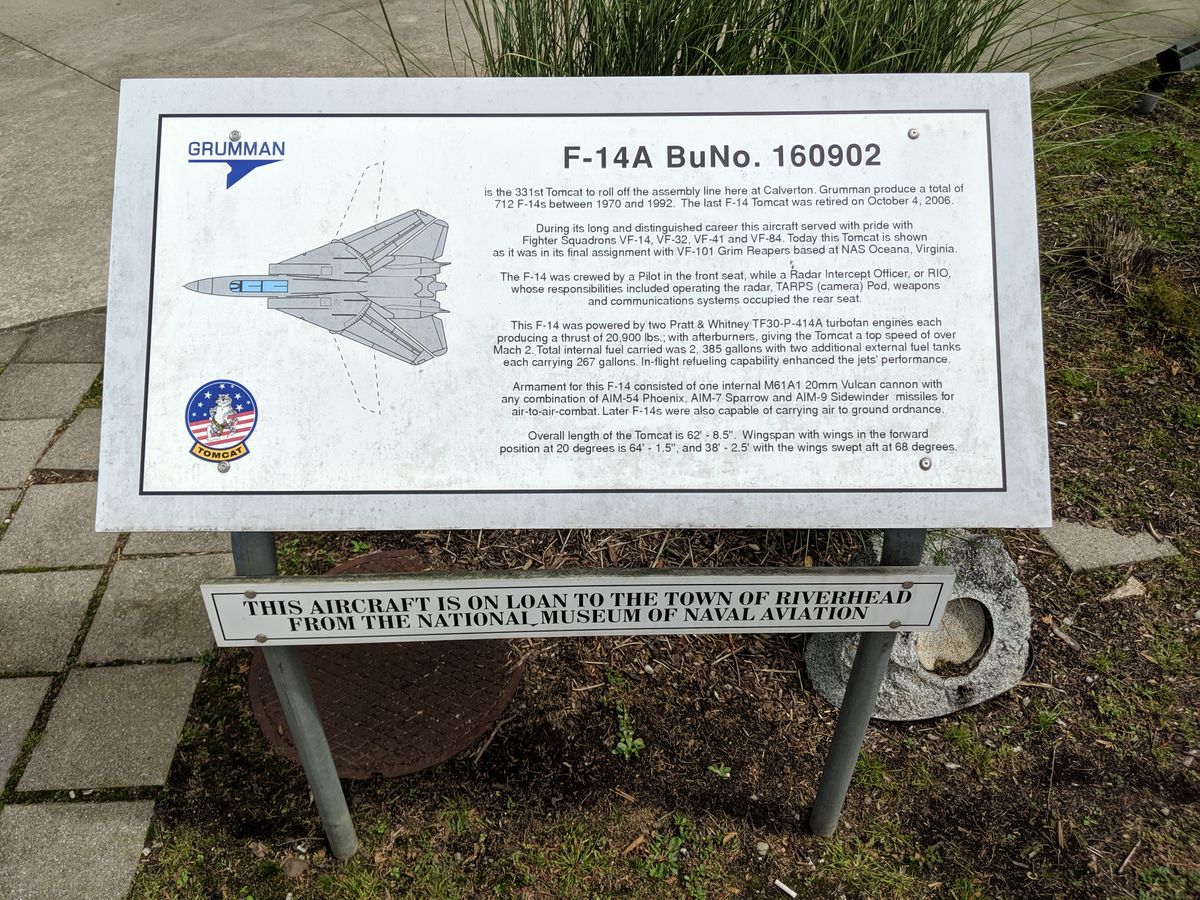 GRUMMAN
F-14A BuNo. 160902
is the 331st Tomcat to roll off the assembly line here at Calverton. Grumman produce a total of
712 F-14s between 1970 and 1992. The last F-14 Tomcat was retired on October 4, 2006.
During its long and distinguished career this aircraft served with pride with
Fighter Squadrons VF-14, VF-32, VF-41 and VF-84. Today this Tomcat is shown
as it was in its final assignment with VF-101 Grim Reapers based at NAS Oceana, Virginia.
The F-14 was crewed by a Pilot in the front seat, while a Radar Intercept Officer, or RIO,
whose responsibilities included operating the radar, TARPS (camera) Pod, weapons
and communications systems occupied the rear seat.
This F-14 was powered by two Pratt & Whitney TF30-P-414A turbofan engines each
producing a thrust of 20,900 lbs.; with afterburners, giving the Tomcat a top speed of over
Mach 2. Total internal fuel carried was 2, 385 gallons with two additional external fuel tanks
each carrying 267 gallons. In-flight refueling capability enhanced the jets' performance.
Armament for this F-14 consisted of one internal M61A1 20mm Vulcan cannon with
any combination of AIM-54 Phoenix, AIM-7 Sparrow and AIM-9 Sidewinder missiles for
air-to-air-combat. Later F-14s were also capable of carrying air to ground ordnance.
Overall length of the Tomcat is 62' - 8.5". Wingspan with wings in the forward
position at 20 degrees is 64' - 1.5", and 38' - 2.5' with the wings swept aft at 68 degrees.
TOMCAT
THIS AIRCRAFT IS ON LOAN TO THE TOWN OF RIVERHEAD
FROM THE NATIONAL MUSEUM OF NAVAL AVIATION